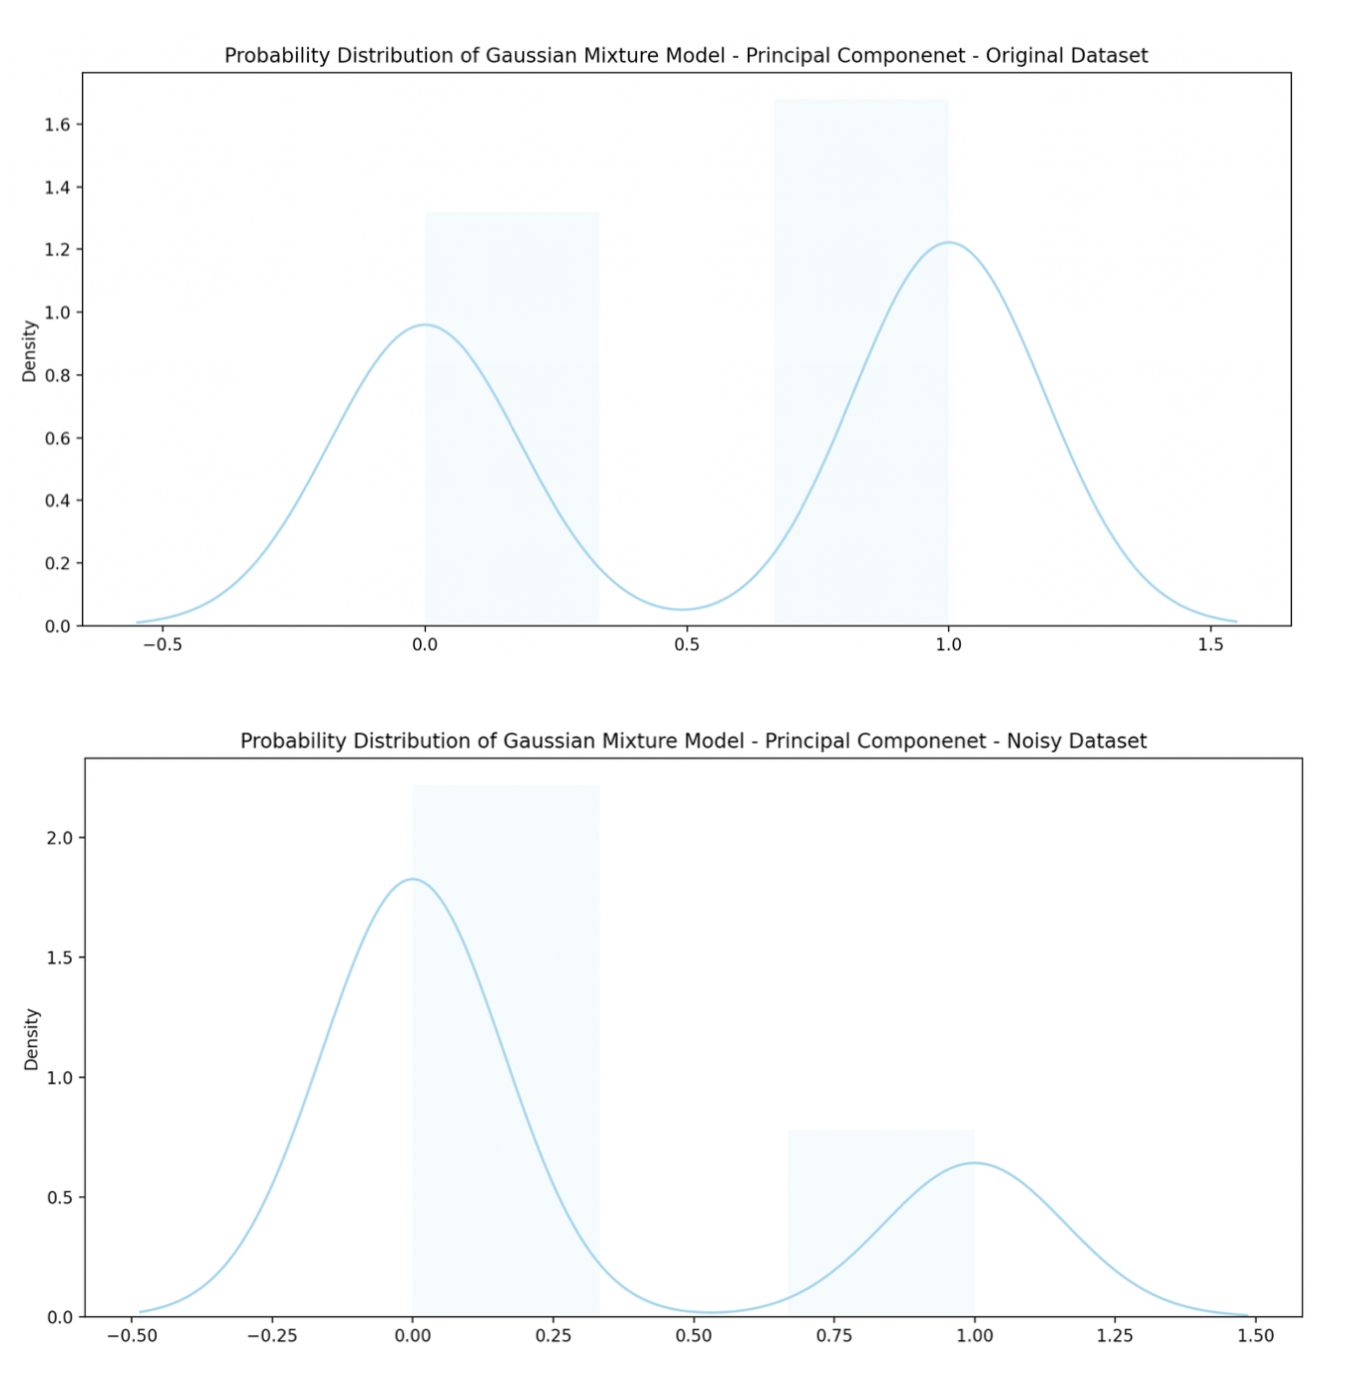 Probability Distribution of Gaussian Mixture Model - Principal Componenet - Original Dataset
1.6
1.4
1.2
1.0
0.8
0.6
0.4
0.2
0.0
Density
−0.5 0.0 0.5 1.0 1.5
Probability Distribution of Gaussian Mixture Model - Principal Componenet - Noisy Dataset
2.0
1.5
1.0
0.5
0.0
Density
−0.50 −0.25 0.00 0.25 0.50 0.75 1.00 1.25 1.50